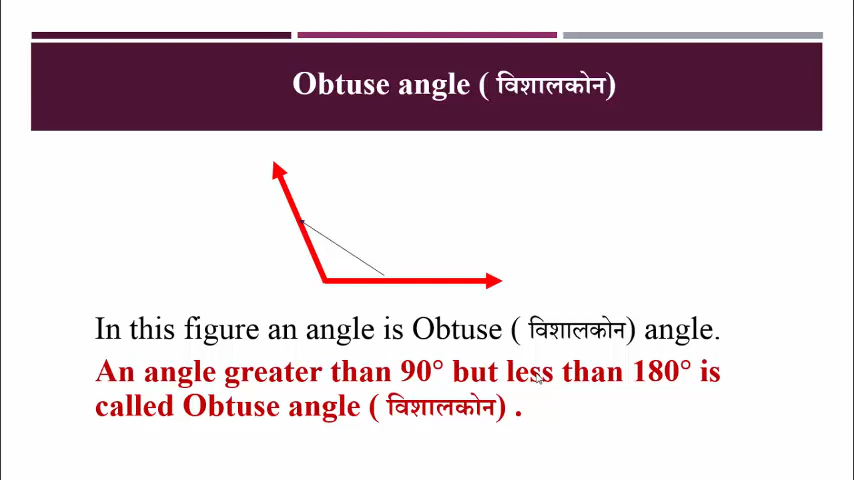 Obtuse angle ( विशालकोन)
In this figure an angle is Obtuse ( विशालकोन) angle.
An angle greater than 90° but less than 180° is
called Obtuse angle ( विशालकोन) .